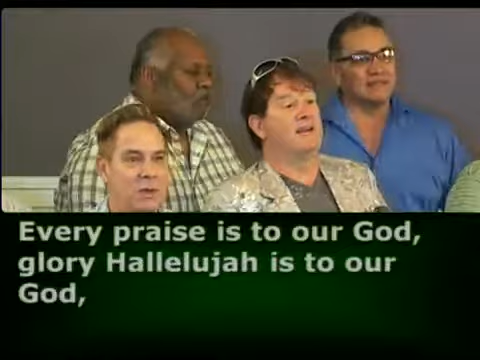 Every praise is to our God,
glory Hallelujah is to our
God,